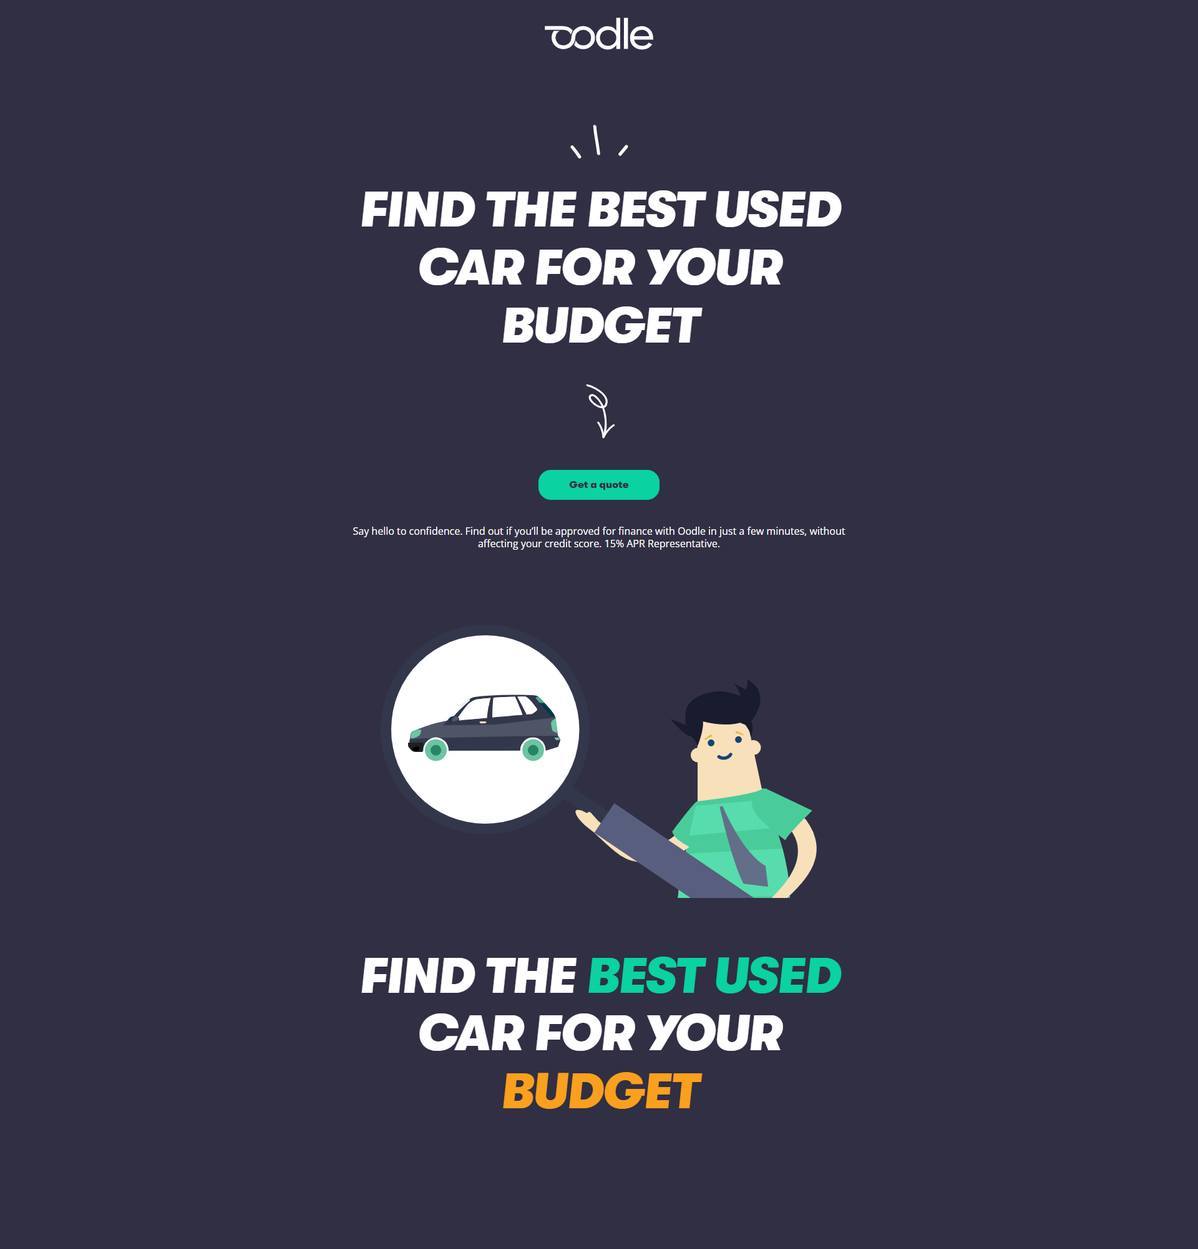 oodle
FIND THE BEST USED
CAR FOR YOUR
BUDGET
Get a quote
Say hello to confidence. Find out if you’ll be approved for finance with Oodle in just a few minutes, without
affecting your credit score. 15% APR Representative.
FIND THE BEST USED
CAR FOR YOUR
BUDGET